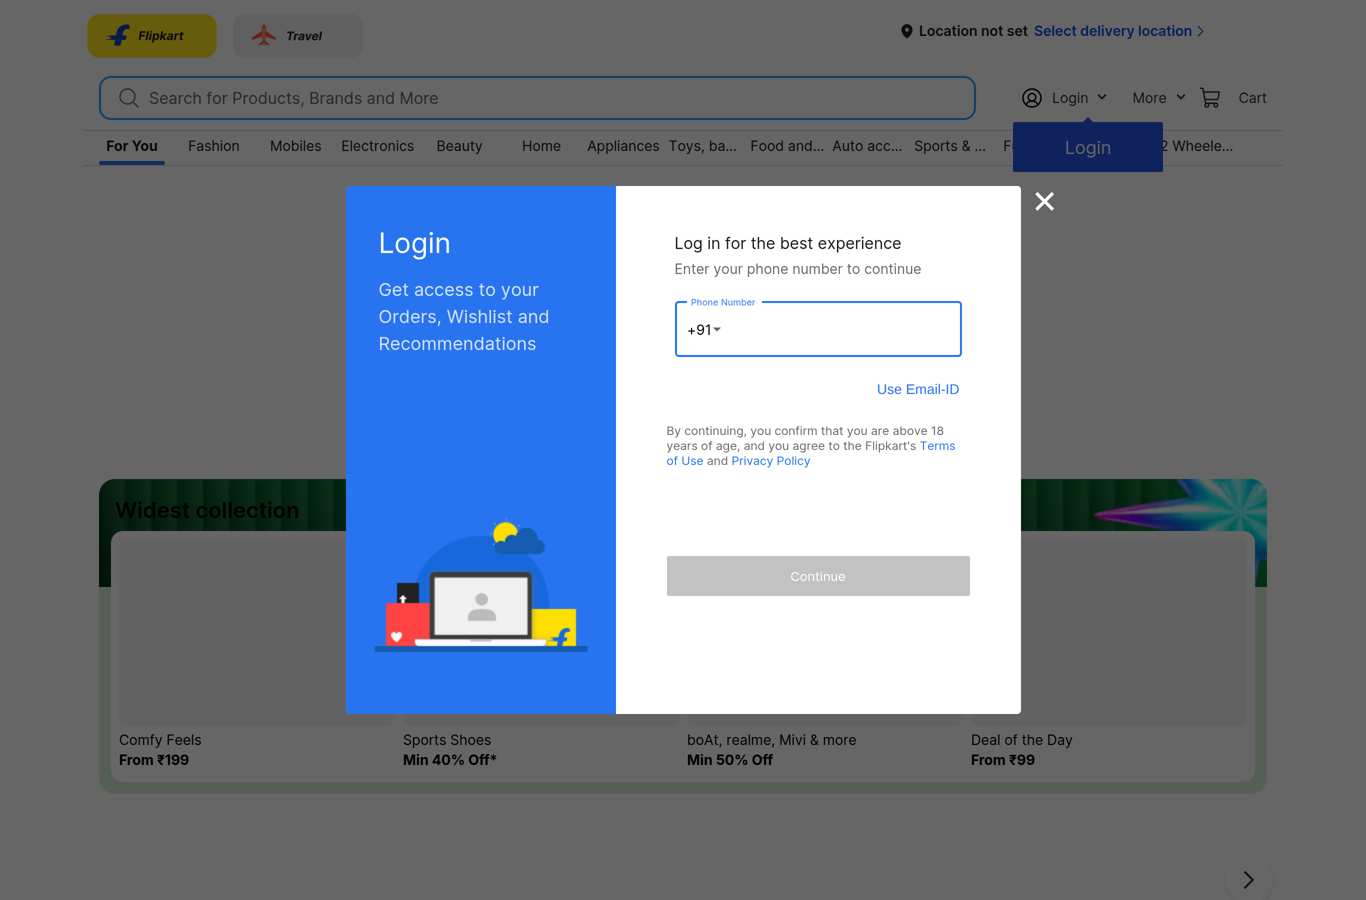 Flipkart
Travel
Location not set Select delivery location
Search for Products, Brands and More
Login
More
Cart
For You
Fashion
Mobiles
Electronics
Beauty
Home
Appliances
Toys, ba...
Food and...
Auto acc...
Sports & ...
2 Wheele...
Login
Login
Get access to your
Orders, Wishlist and
Recommendations
Log in for the best experience
Enter your phone number to continue
Phone Number
+91
Use Email-ID
By continuing, you confirm that you are above 18
years of age, and you agree to the Flipkart's Terms
of Use and Privacy Policy
Continue
Widest collection
Comfy Feels
From ₹199
Sports Shoes
Min 40% Off*
boAt, realme, Mivi & more
Min 50% Off
Deal of the Day
From ₹99